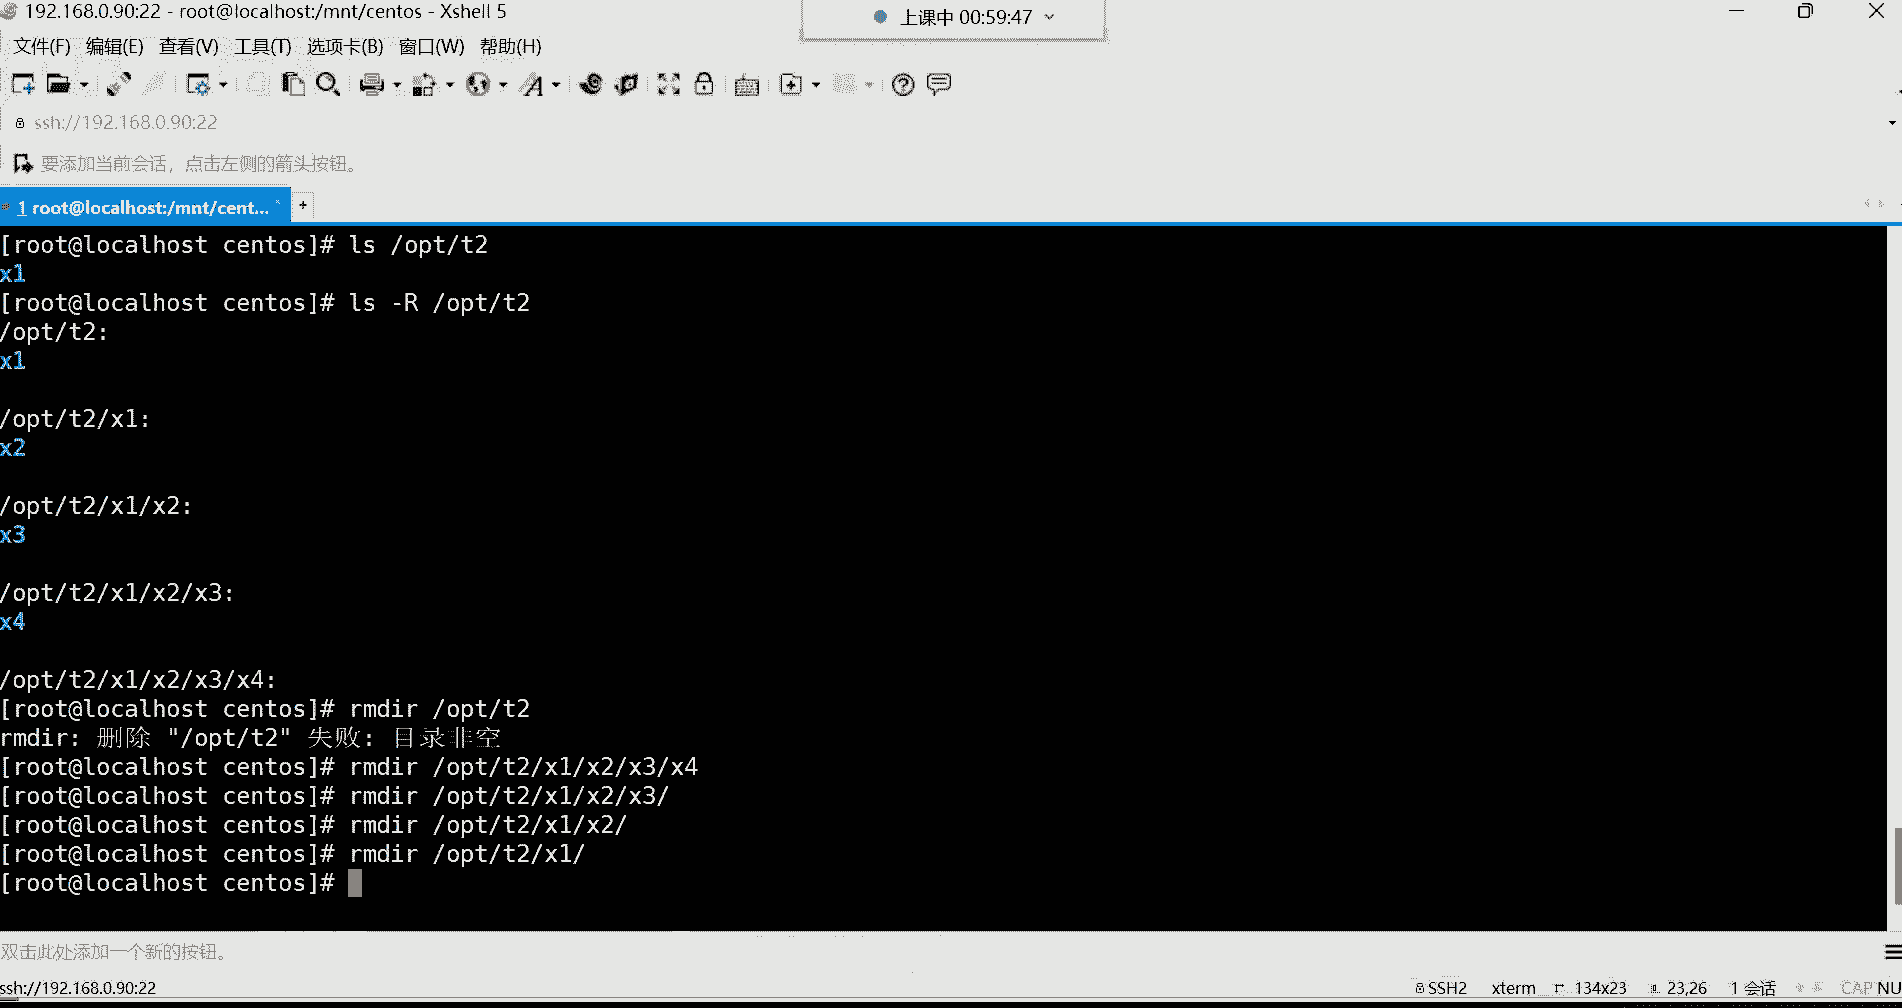 192.168.0.90:22 - root@localhost:/mnt/centos - Xshell 5
上课中 00:59:47
文件(F) 编辑(E) 查看(V) 工具(T) 选项卡(B) 窗口(W) 帮助(H)
ssh://192.168.0.90:22
要添加当前会话，点击左侧的箭头按钮。
1 root@localhost:/mnt/cent... +
[root@localhost centos]# ls /opt/t2
x1
[root@localhost centos]# ls -R /opt/t2
/opt/t2:
x1
/opt/t2/x1:
x2
/opt/t2/x1/x2:
x3
/opt/t2/x1/x2/x3:
x4
/opt/t2/x1/x2/x3/x4:
[root@localhost centos]# rmdir /opt/t2
rmdir: 删除 "/opt/t2" 失败: 目录非空
[root@localhost centos]# rmdir /opt/t2/x1/x2/x3/x4
[root@localhost centos]# rmdir /opt/t2/x1/x2/x3/
[root@localhost centos]# rmdir /opt/t2/x1/x2/
[root@localhost centos]# rmdir /opt/t2/x1/
[root@localhost centos]#
双击此处添加一个新的按钮。
ssh://192.168.0.90:22 SSH2 xterm 134x23 23,26 1 会话 CAP NU